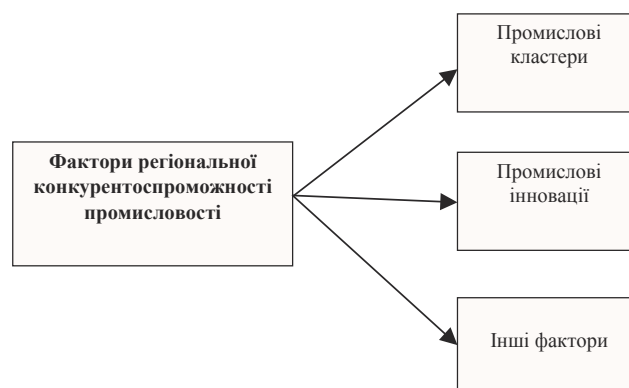 Промислові
кластери
Фактори регіональної
конкурентоспроможності
промисловості
Промислові
інновації
Інші фактори